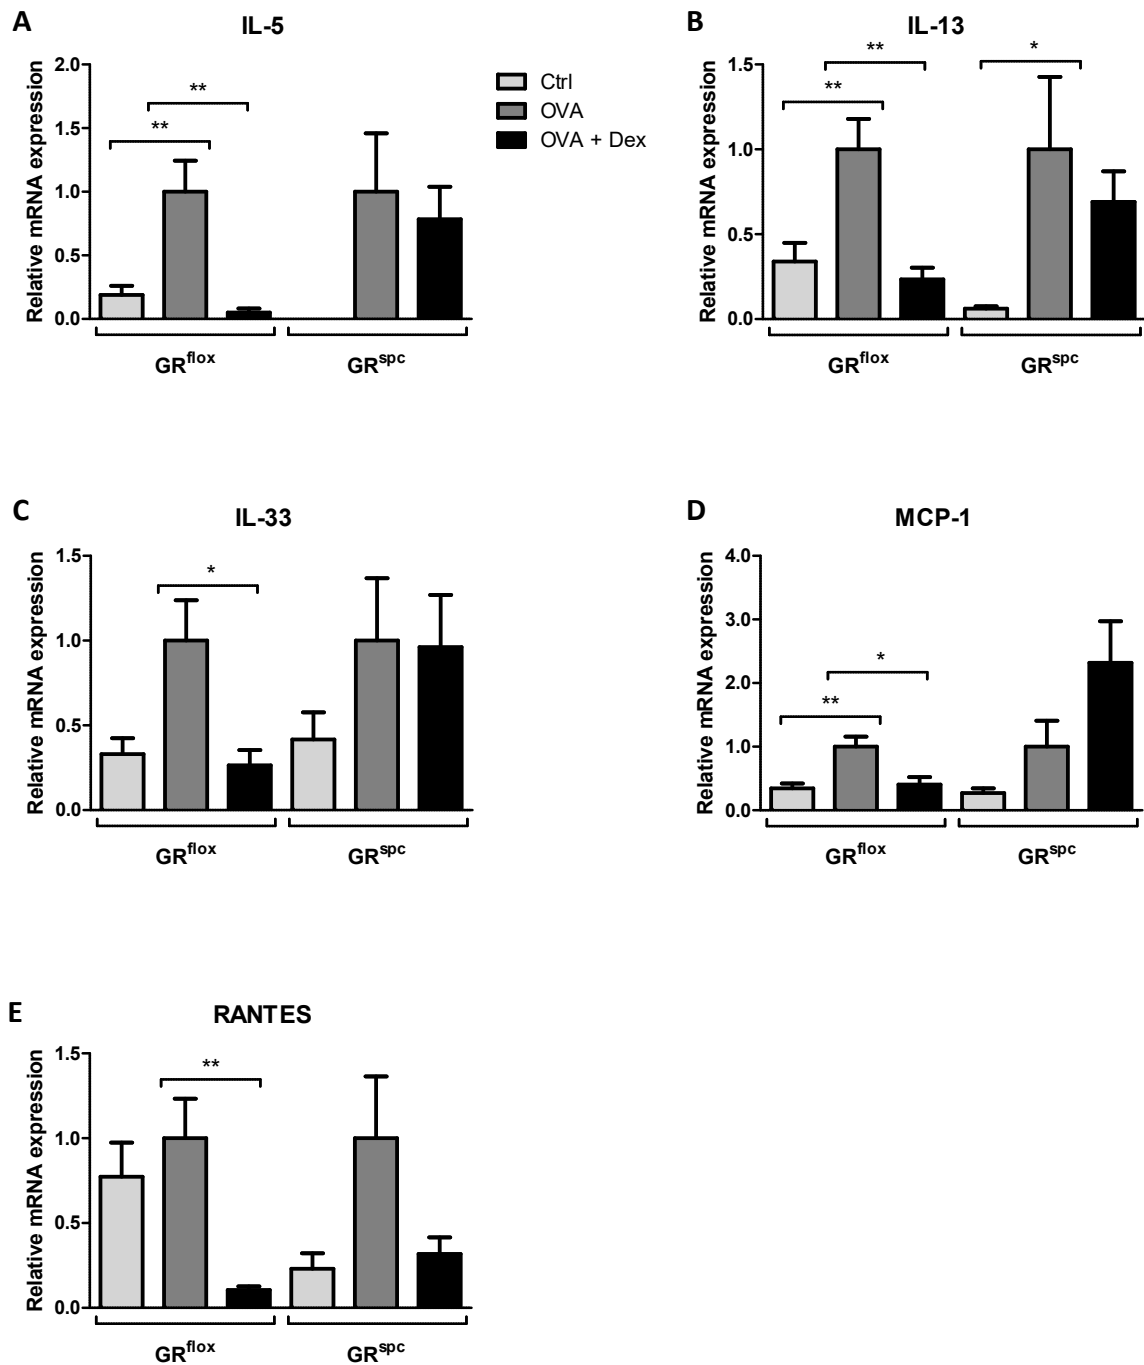 A
IL-5
Relative mRNA expression
2.0
1.5
1.0
0.5
0.0
**
**
GRflox
GRspc
Ctrl
OVA
OVA + Dex
B
IL-13
Relative mRNA expression
1.5
1.0
0.5
0.0
**
**
*
GRflox
GRspc
C
IL-33
Relative mRNA expression
1.5
1.0
0.5
0.0
*
GRflox
GRspc
D
MCP-1
Relative mRNA expression
4.0
3.0
2.0
1.0
0.0
*
**
GRflox
GRspc
E
RANTES
Relative mRNA expression
1.5
1.0
0.5
0.0
**
GRflox
GRspc